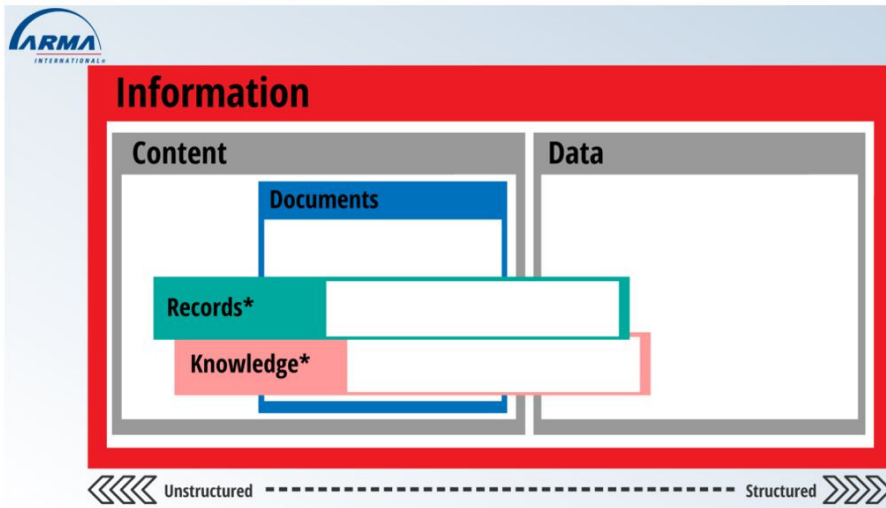 ARMA
INTERNATIONAL®
Information
Content
Data
Documents
Records*
Knowledge*
Unstructured
Structured